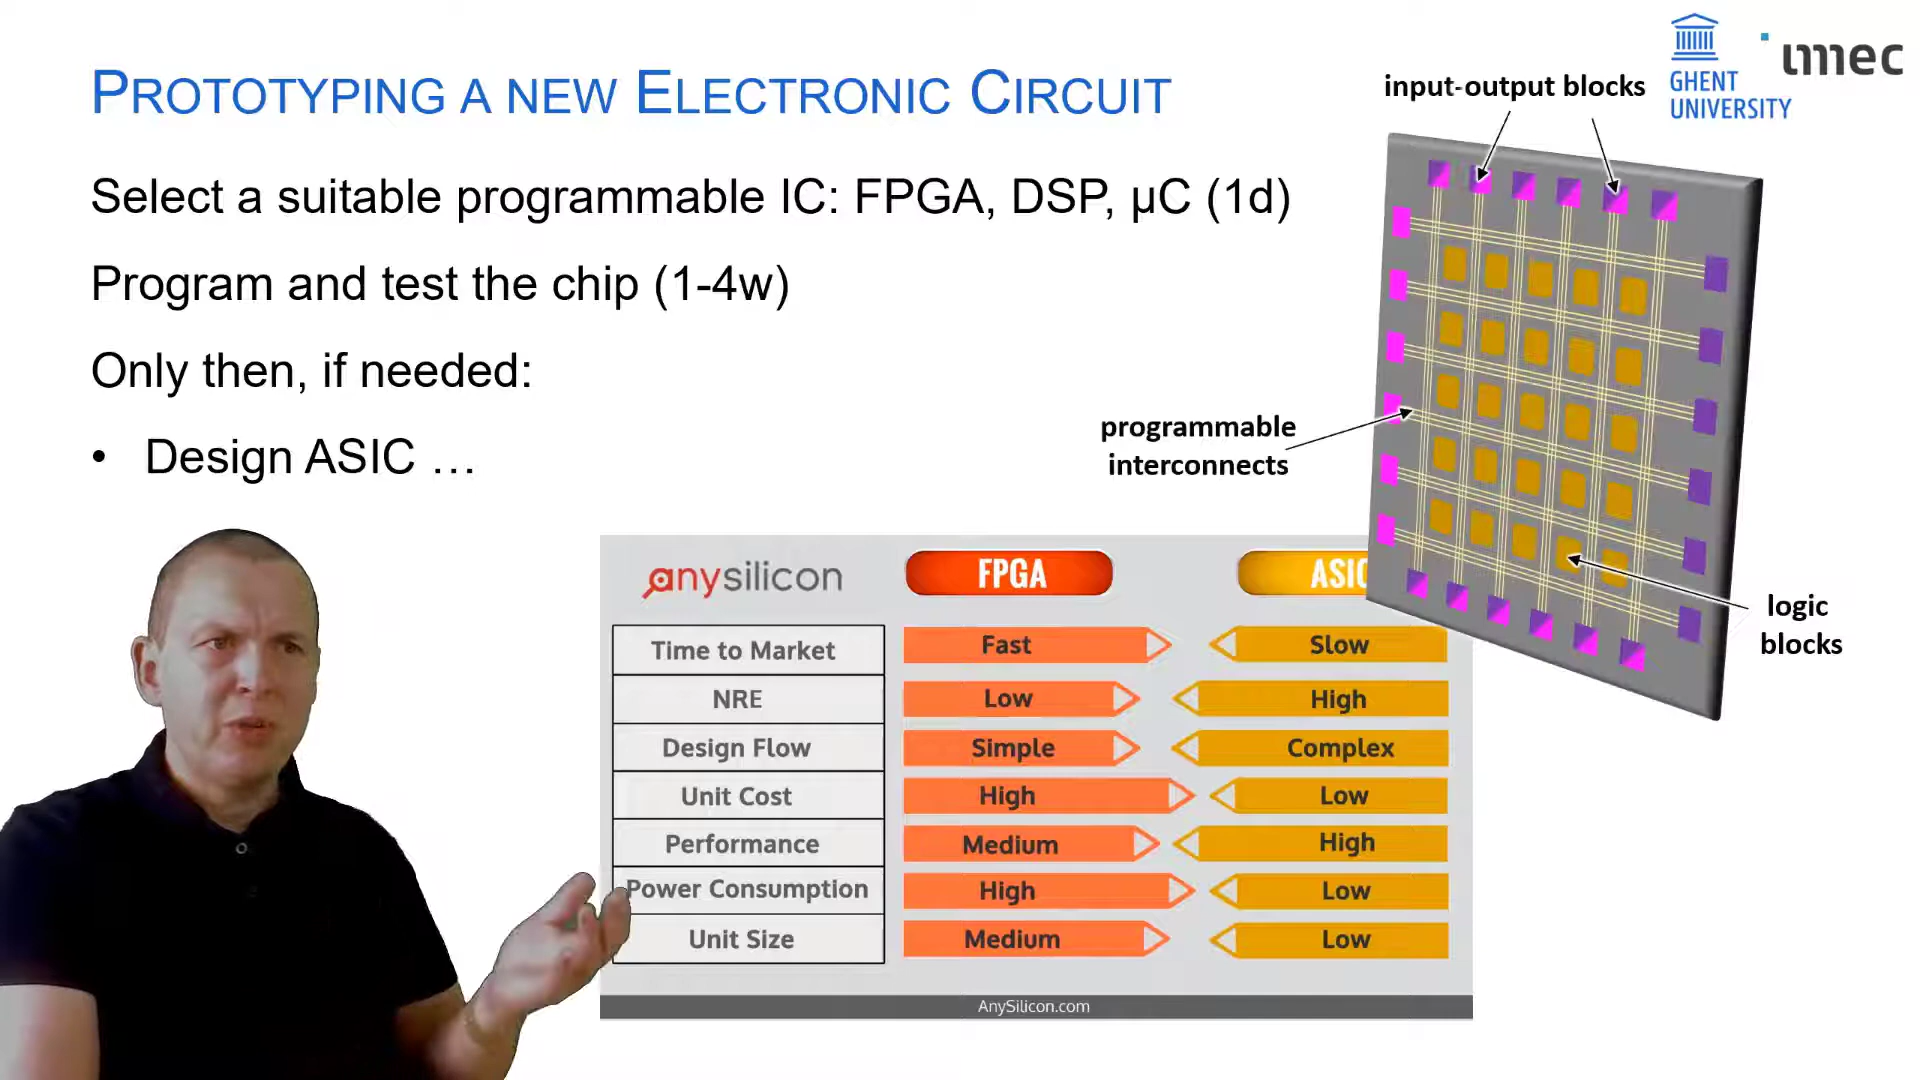 PROTOTYPING A NEW ELECTRONIC CIRCUIT
GHENT
UNIVERSITY
imec
Select a suitable programmable IC: FPGA, DSP, µC (1d)
Program and test the chip (1-4w)
Only then, if needed:
• Design ASIC …
input-output blocks
programmable
interconnects
logic
blocks
anysilicon FPGA ASIC
Time to Market Fast Slow
NRE Low High
Design Flow Simple Complex
Unit Cost High Low
Performance Medium High
Power Consumption High Low
Unit Size Medium Low
AnySilicon.com